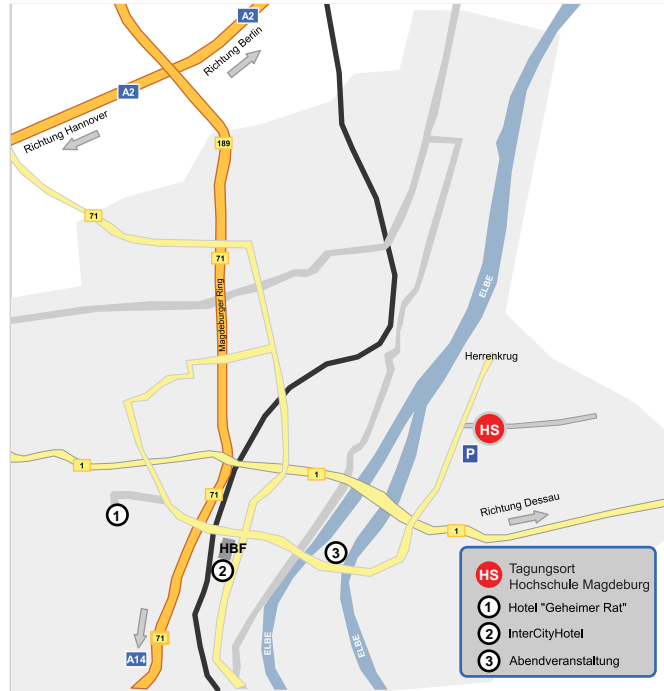 A2
Richtung Berlin
A2
Richtung Hannover
189
71
71
Magdeburger Ring
ELBE
Herrenkrug
HS
P
1
1
71
Richtung Dessau
1
1
HBF
2
3
ELBE
ELBE
71
A14
HS Tagungsort
Hochschule Magdeburg
1 Hotel "Geheimer Rat"
2 InterCityHotel
3 Abendveranstaltung